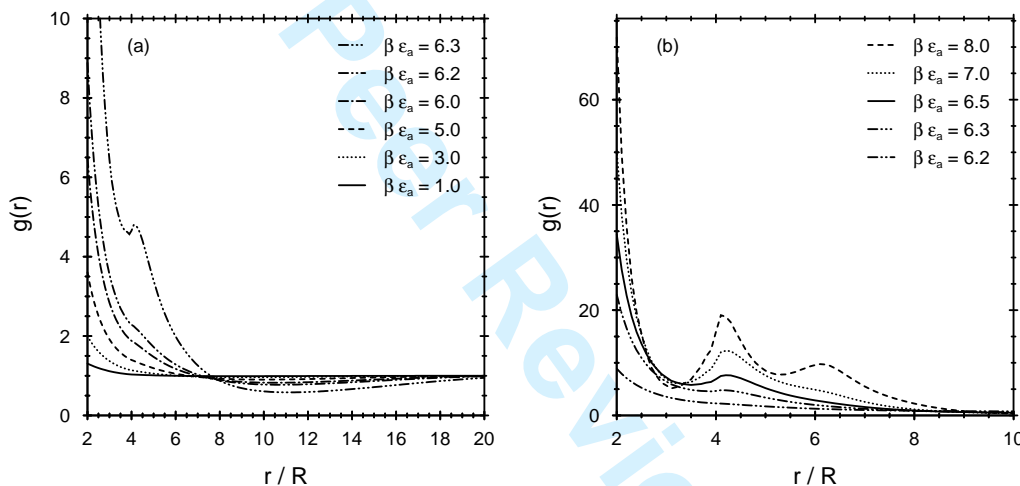 Peer Review
(a)
β εₐ = 6.3
β εₐ = 6.2
β εₐ = 6.0
β εₐ = 5.0
β εₐ = 3.0
β εₐ = 1.0
10
8
6
4
2
0
g(r)
2 4 6 8 10 12 14 16 18 20
r / R
(b)
β εₐ = 8.0
β εₐ = 7.0
β εₐ = 6.5
β εₐ = 6.3
β εₐ = 6.2
60
40
20
0
g(r)
2 4 6 8 10
r / R